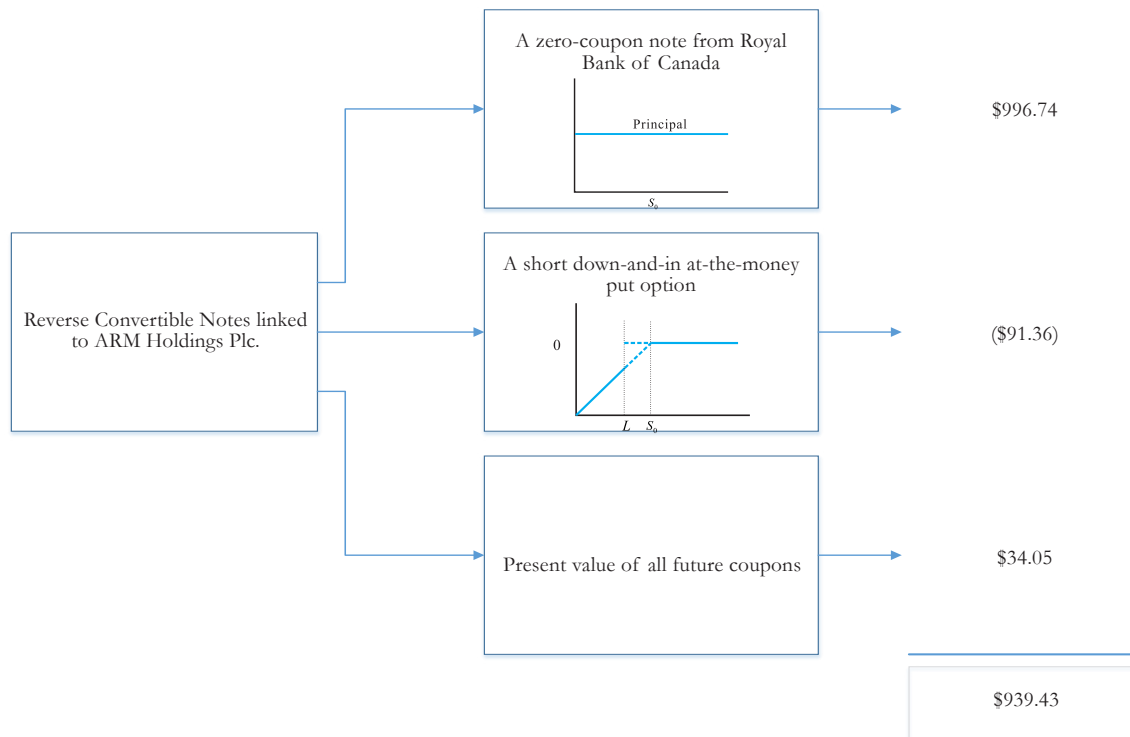 A zero-coupon note from Royal
Bank of Canada
Principal
S₀
$996.74
Reverse Convertible Notes linked
to ARM Holdings Plc.
A short down-and-in at-the-money
put option
0
L S₀
($91.36)
Present value of all future coupons
$34.05
$939.43